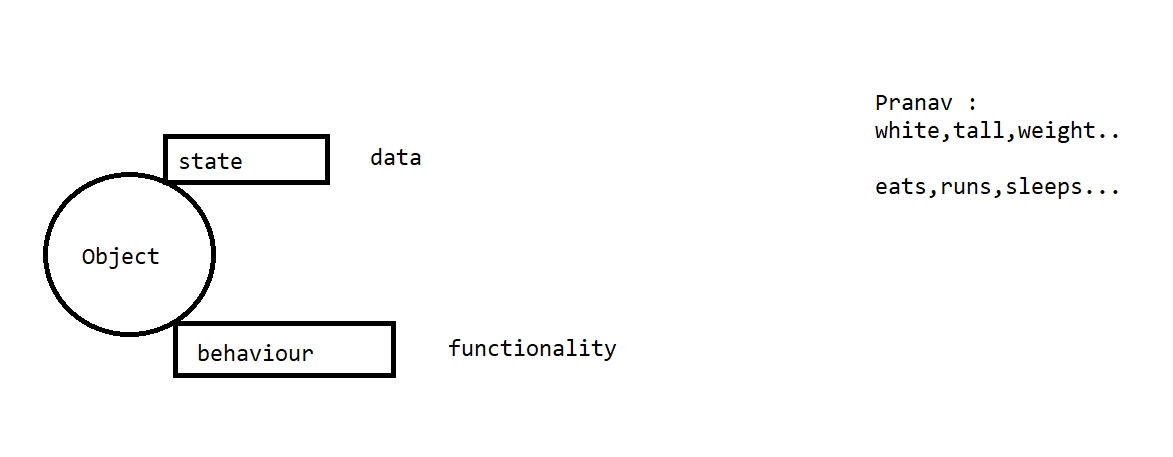 Pranav :
white,tall,weight..
state
data
eats,runs,sleeps...
Object
behaviour
functionality